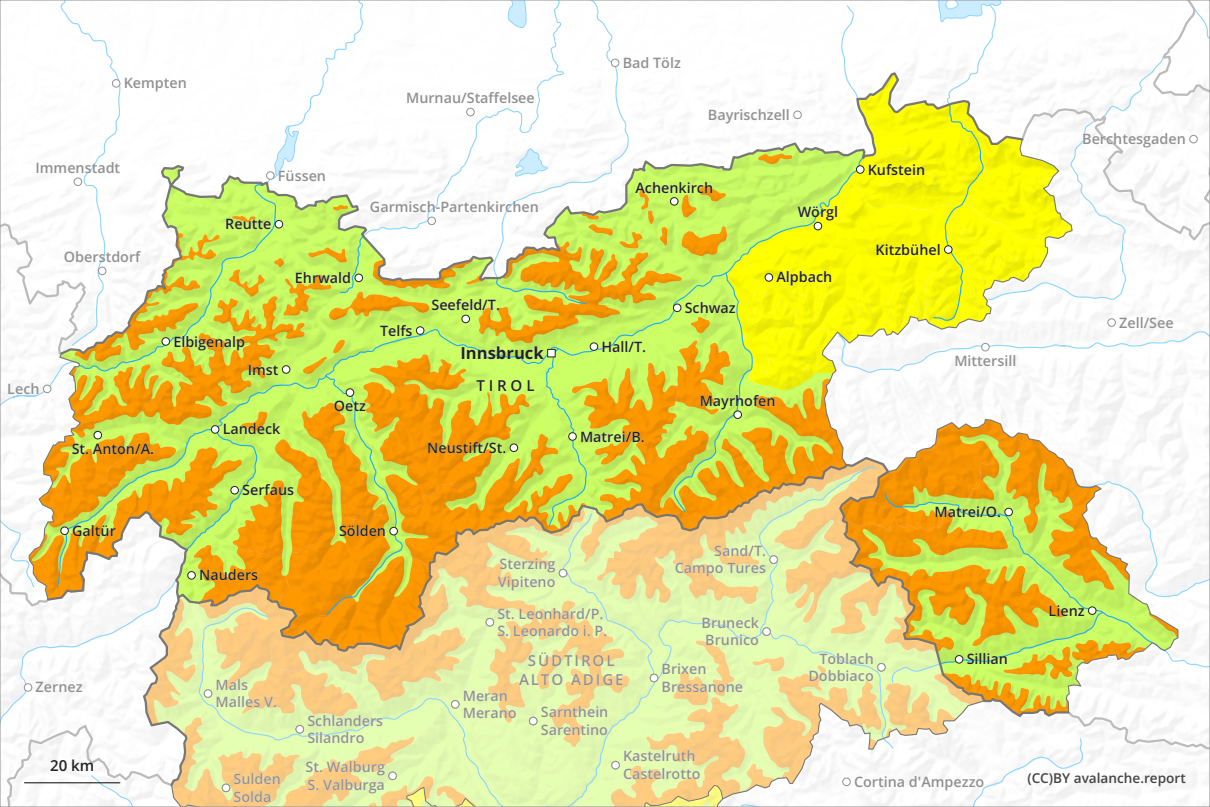 Kempten
Bad Tölz
Murnau/Staffelsee
Bayrischzell
Berchtesgaden
Immenstadt
Füssen
Kufstein
Achenkirch
Garmisch-Partenkirchen
Wörgl
Reutte
Kitzbühel
Oberstdorf
Ehrwald
Alpbach
Seefeld/T.
Schwaz
Zell/See
Telfs
Elbigenalp
Innsbruck
Hall/T.
Mittersill
Imst
TIROL
Lech
Oetz
Mayrhofen
Landeck
St. Anton/A.
Neustift/St.
Matrei/B.
Serfaus
Matrei/O.
Galtür
Sölden
Sand/T.
Campo Tures
Sterzing
Vipiteno
Nauders
St. Leonhard/P.
S. Leonardo i. P.
Bruneck
Brunico
Lienz
SÜDTIROL
ALTO ADIGE
Toblach
Dobbiaco
Sillian
Brixen
Bressanone
Zernez
Mals
Malles V.
Meran
Merano
Sarnthein
Sarentino
Schlanders
Silandro
Kastelruth
Castelrotto
St. Walburg
S. Valburga
20 km
Sulden
Solda
Cortina d'Ampezzo
(CC)BY avalanche.report